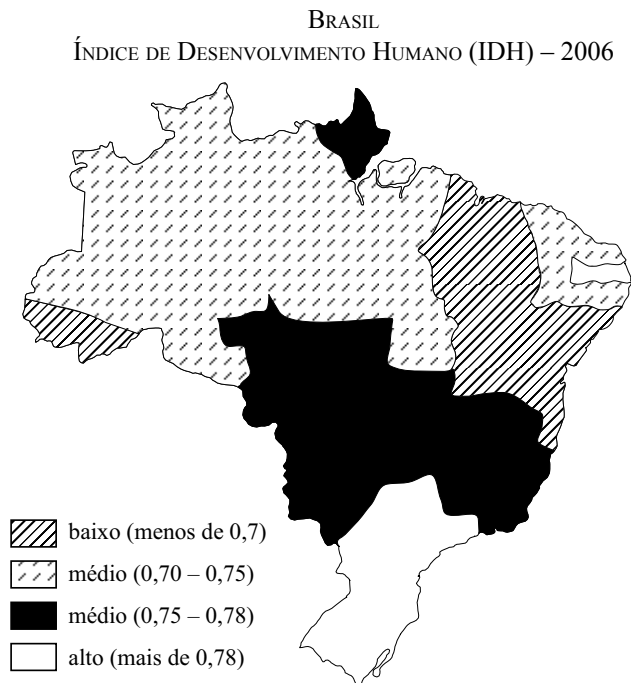 BRASIL
ÍNDICE DE DESENVOLVIMENTO HUMANO (IDH) – 2006
baixo (menos de 0,7)
médio (0,70 – 0,75)
médio (0,75 – 0,78)
alto (mais de 0,78)